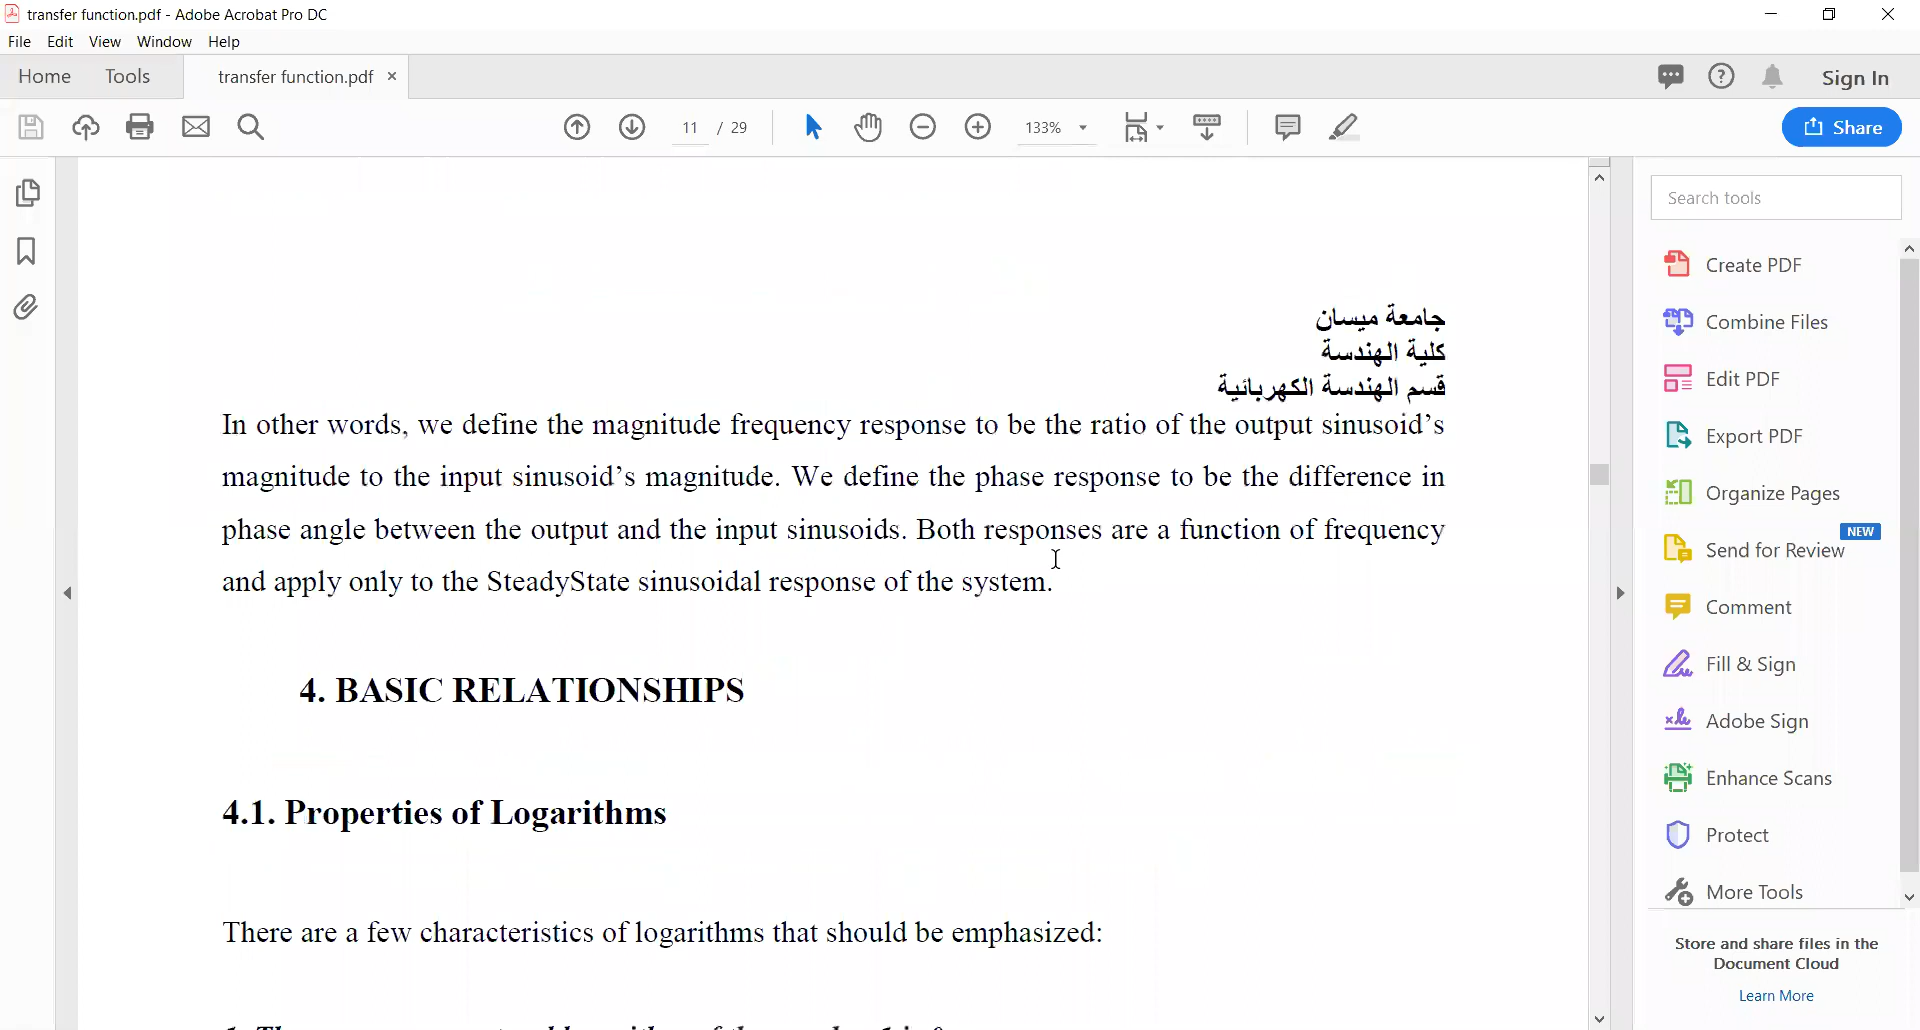 transfer function.pdf - Adobe Acrobat Pro DC
File Edit View Window Help
Home Tools transfer function.pdf × Sign In
11 / 29 133% Share
Search tools
Create PDF
Combine Files
Edit PDF
Export PDF
Organize Pages
NEW
Send for Review
Comment
Fill & Sign
Adobe Sign
Enhance Scans
Protect
More Tools
Store and share files in the
Document Cloud
Learn More
جامعة ميسان
كلية الهندسة
قسم الهندسة الكهربائية
In other words, we define the magnitude frequency response to be the ratio of the output sinusoid’s
magnitude to the input sinusoid’s magnitude. We define the phase response to be the difference in
phase angle between the output and the input sinusoids. Both responses are a function of frequency
and apply only to the SteadyState sinusoidal response of the system.
4. BASIC RELATIONSHIPS
4.1. Properties of Logarithms
There are a few characteristics of logarithms that should be emphasized: